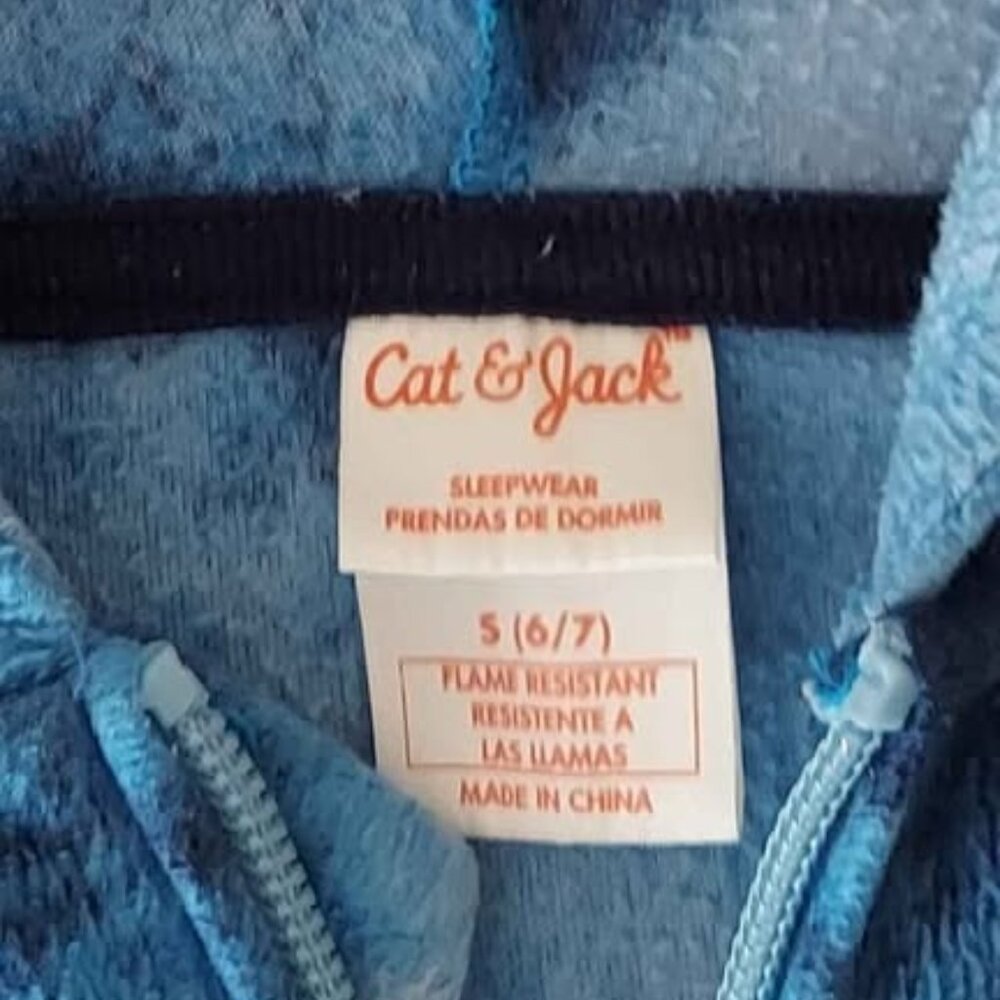 Cat & Jack™
SLEEPWEAR
PRENDAS DE DORMIR
S (6/7)
FLAME RESISTANT
RESISTENTE A
LAS LLAMAS
MADE IN CHINA